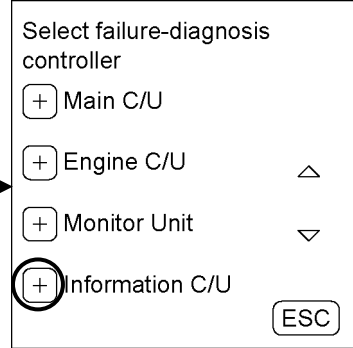 Select failure-diagnosis
controller
+ Main C/U
+ Engine C/U
+ Monitor Unit
+ Information C/U
ESC